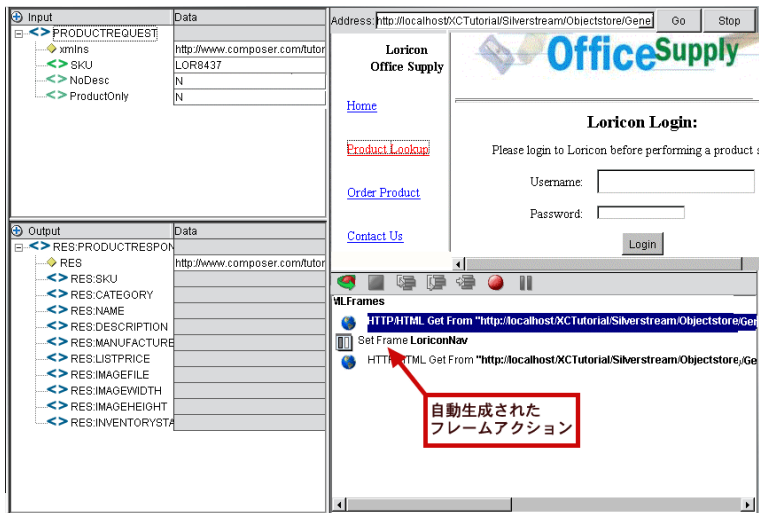 Input Data
PRODUCTREQUEST
xmlns http://www.composer.com/tutor
SKU LOR8437
NoDesc N
ProductOnly N
Output Data
RES:PRODUCTRESPON
RES http://www.composer.com/tutor
RES:SKU
RES:CATEGORY
RES:NAME
RES:DESCRIPTION
RES:MANUFACTURE
RES:LISTPRICE
RES:IMAGEFILE
RES:IMAGEWIDTH
RES:IMAGEHEIGHT
RES:INVENTORYSTA
Address: http://localhost/XCTutorial/Silverstream/Objectstore/Gene Go Stop
Loricon
Office Supply
Home
Product Lookup
Order Product
Contact Us
OfficeSupply
Loricon Login:
Please login to Loricon before performing a product s
Username:
Password:
Login
MLFrames
HTTP/HTML Get From "http://localhost/XCTutorial/Silverstream/Objectstore/Ger
Set Frame LoriconNav
HTTP/HTML Get From "http://localhost/XCTutorial/Silverstream/Objectstore/Ge
自動生成された
フレームアクション